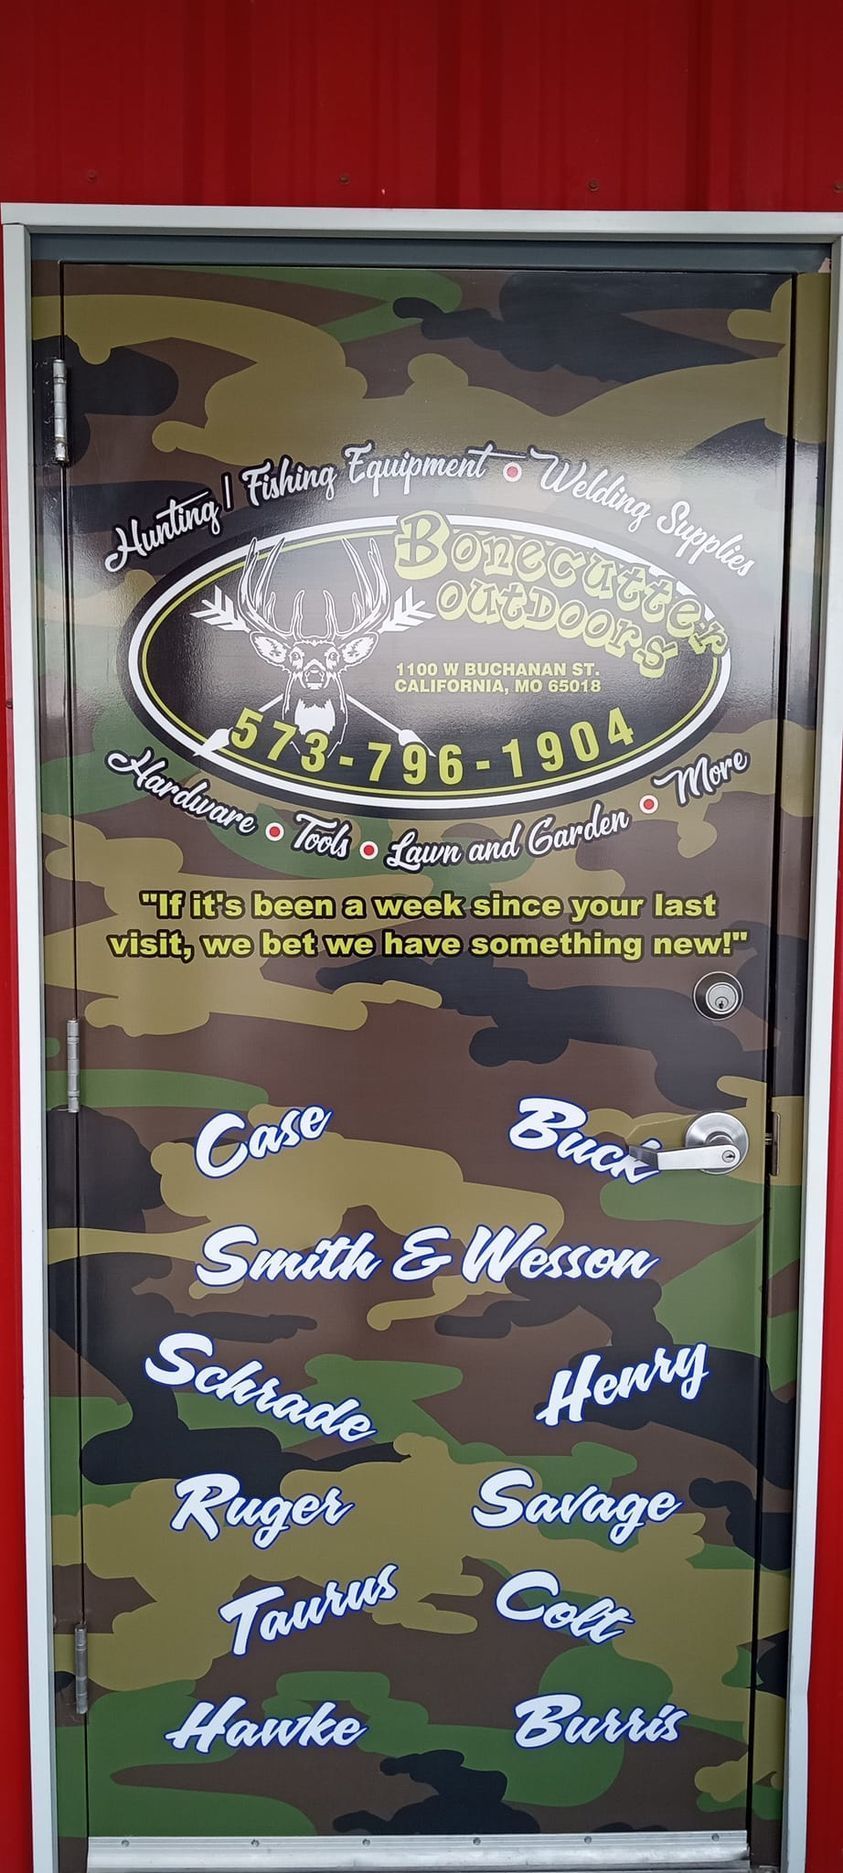 Hunting / Fishing Equipment • Welding Supplies
Bonecutter
Outdoors
1100 W BUCHANAN ST.
CALIFORNIA, MO 65018
573-796-1904
Hardware • Tools • Lawn and Garden • More
"If it's been a week since your last
visit, we bet we have something new!"
Case Buck
Smith & Wesson
Schrade Henry
Ruger Savage
Taurus Colt
Hawke Burris